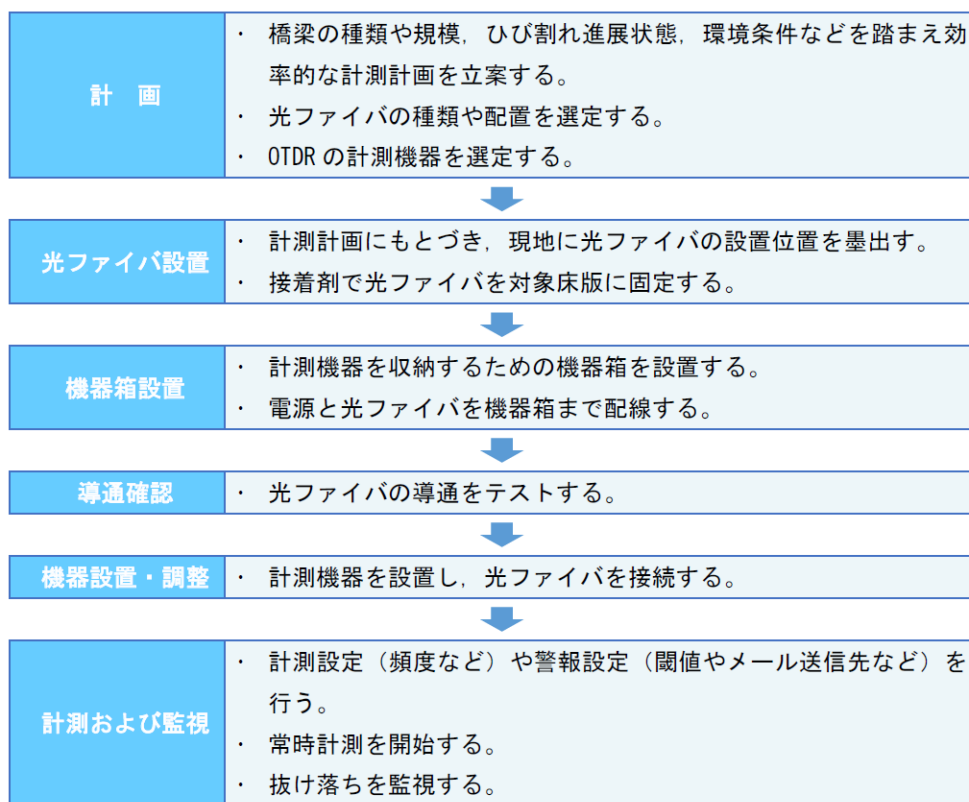 計　画
・ 橋梁の種類や規模，ひび割れ進展状態，環境条件などを踏まえ効
率的な計測計画を立案する。
・ 光ファイバの種類や配置を選定する。
・ OTDR の計測機器を選定する。
光ファイバ設置
・ 計測計画にもとづき，現地に光ファイバの設置位置を墨出す。
・ 接着剤で光ファイバを対象床版に固定する。
機器箱設置
・ 計測機器を収納するための機器箱を設置する。
・ 電源と光ファイバを機器箱まで配線する。
導通確認
・ 光ファイバの導通をテストする。
機器設置・調整
・ 計測機器を設置し，光ファイバを接続する。
計測および監視
・ 計測設定（頻度など）や警報設定（閾値やメール送信先など）を
行う。
・ 常時計測を開始する。
・ 抜け落ちを監視する。